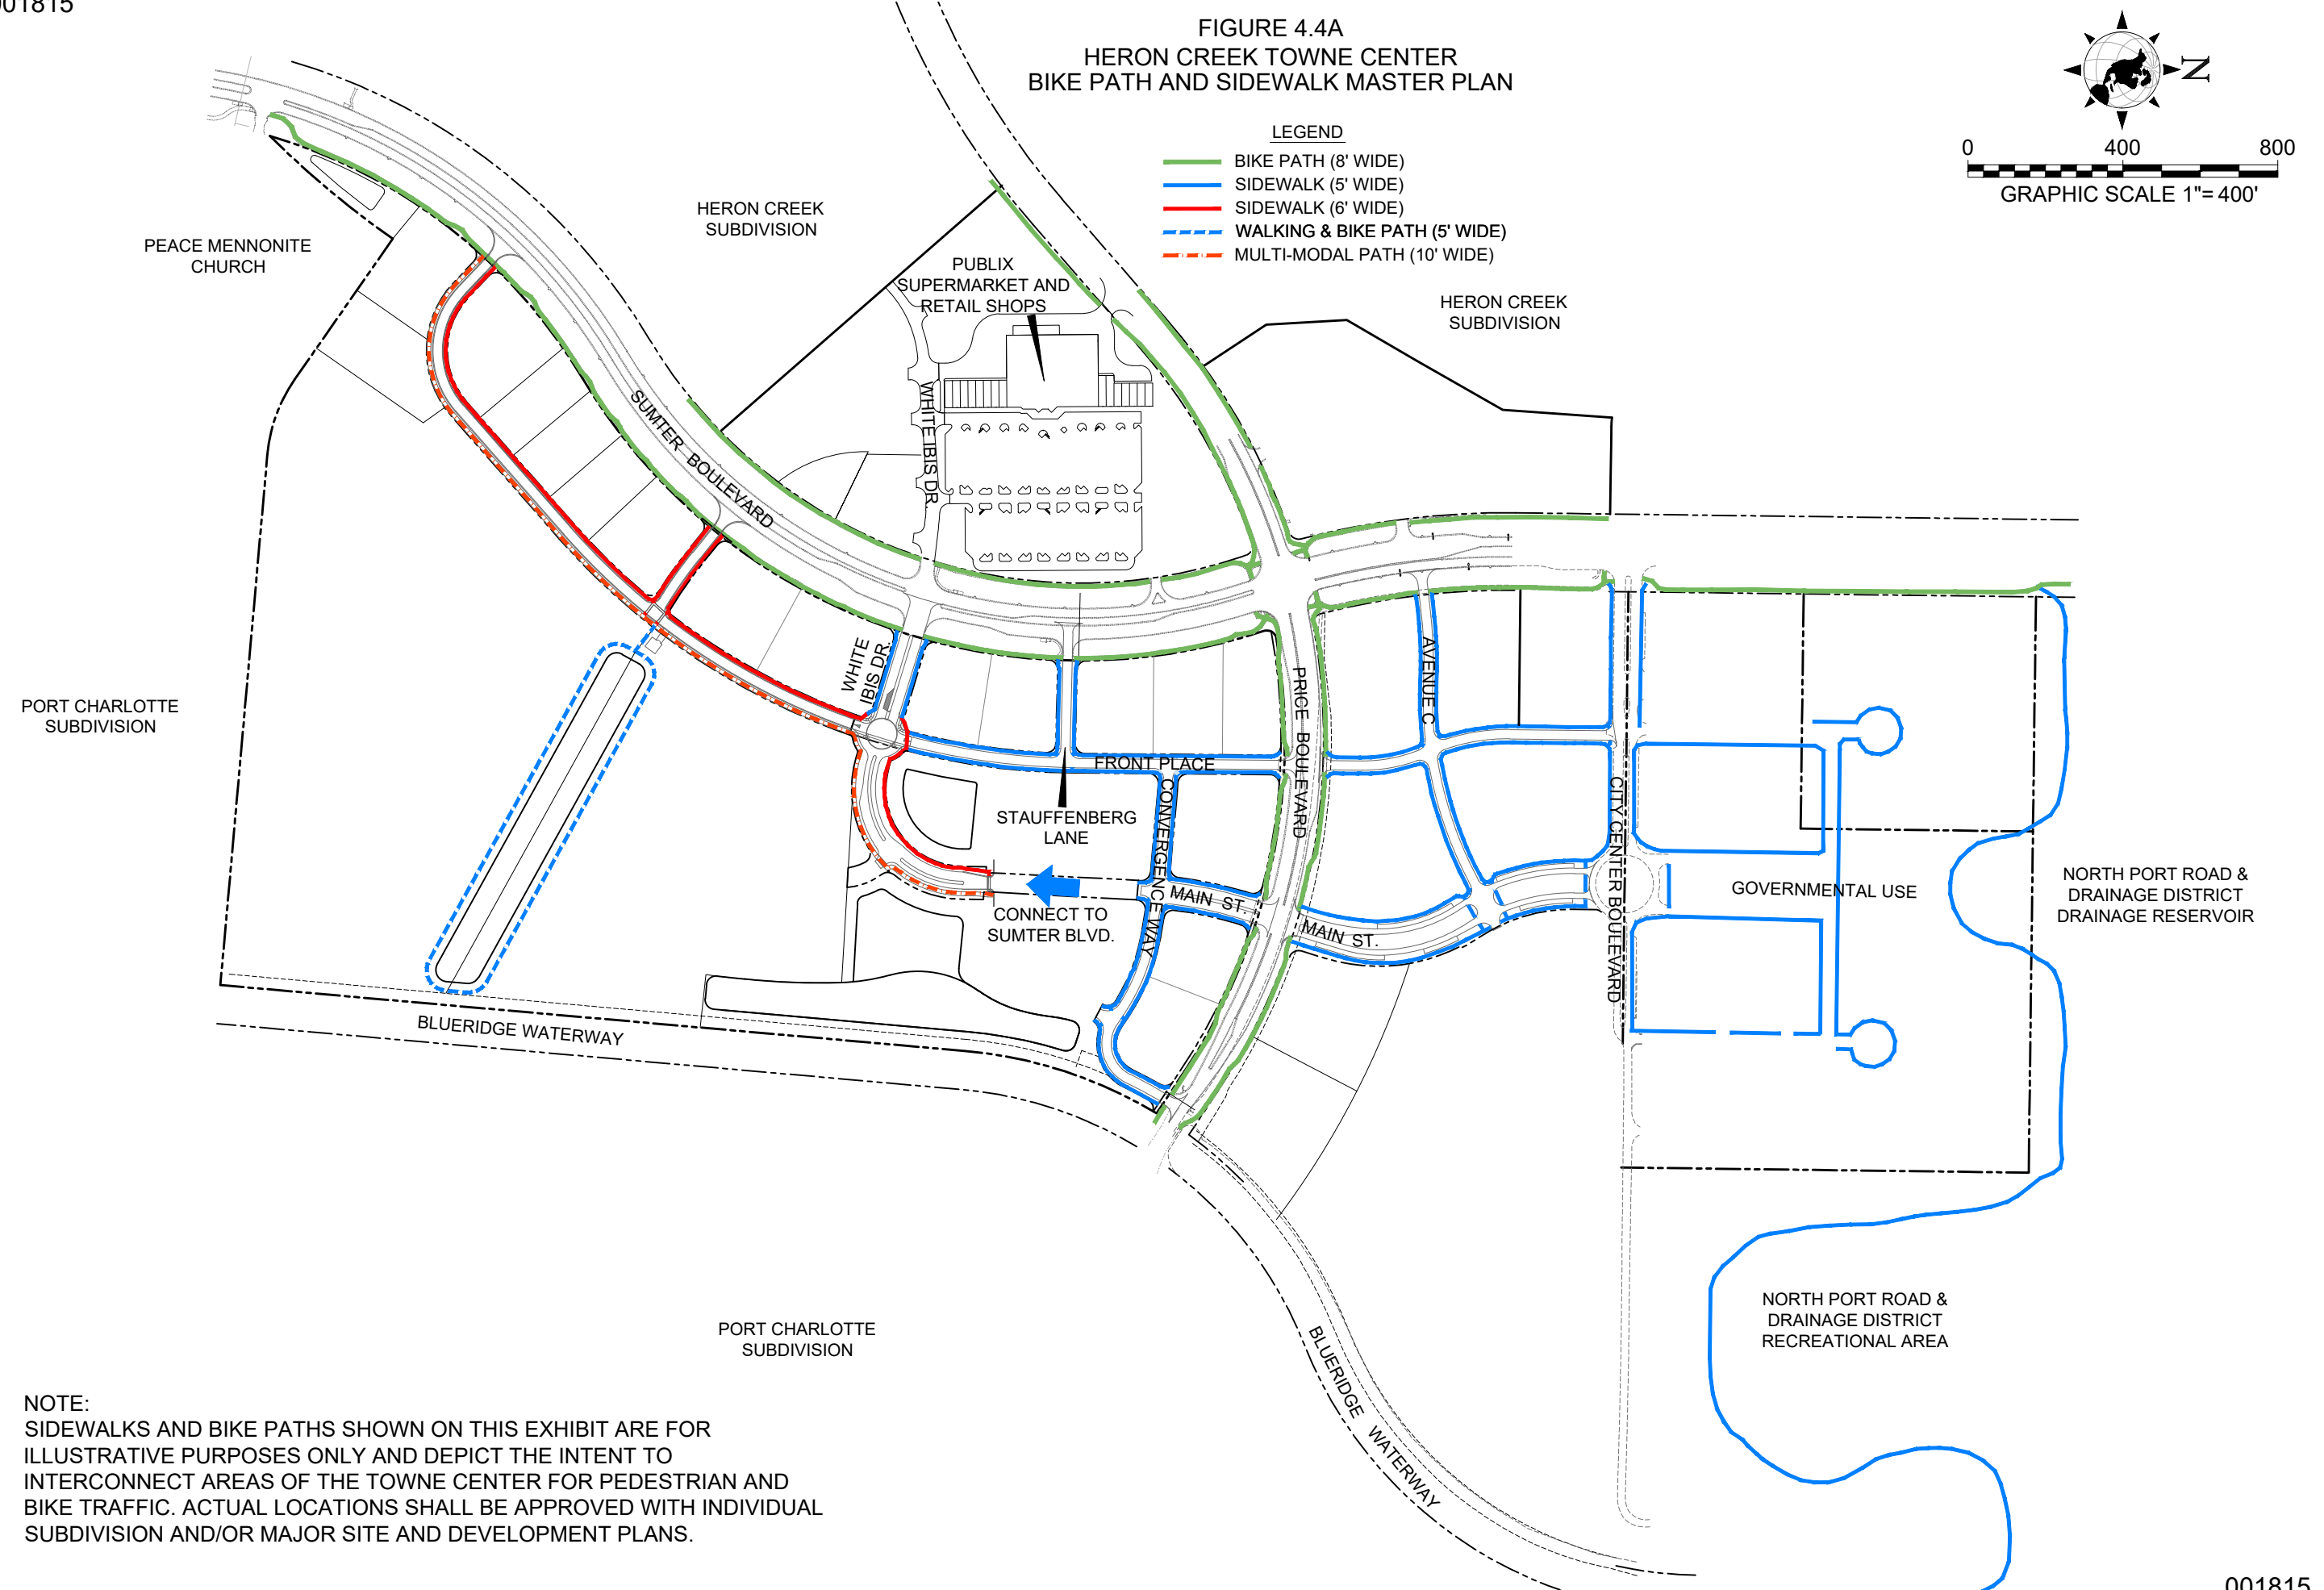 001815
FIGURE 4.4A
HERON CREEK TOWNE CENTER
BIKE PATH AND SIDEWALK MASTER PLAN
LEGEND
BIKE PATH (8' WIDE)
SIDEWALK (5' WIDE)
SIDEWALK (6' WIDE)
WALKING & BIKE PATH (5' WIDE)
MULTI-MODAL PATH (10' WIDE)
N
0 400 800
GRAPHIC SCALE 1"= 400'
HERON CREEK
SUBDIVISION
PEACE MENNONITE
CHURCH
PUBLIX
SUPERMARKET AND
RETAIL SHOPS
HERON CREEK
SUBDIVISION
WHITE IBIS DR.
SUMTER BOULEVARD
WHITE
IBIS DR.
PORT CHARLOTTE
SUBDIVISION
AVENUE C
PRICE BOULEVARD
FRONT PLACE
STAUFFENBERG
LANE
CONVERGENCE WAY
CITY CENTER BOULEVARD
MAIN ST.
MAIN ST.
CONNECT TO
SUMTER BLVD.
GOVERNMENTAL USE
NORTH PORT ROAD &
DRAINAGE DISTRICT
DRAINAGE RESERVOIR
BLUERIDGE WATERWAY
PORT CHARLOTTE
SUBDIVISION
BLUERIDGE WATERWAY
NORTH PORT ROAD &
DRAINAGE DISTRICT
RECREATIONAL AREA
NOTE:
SIDEWALKS AND BIKE PATHS SHOWN ON THIS EXHIBIT ARE FOR
ILLUSTRATIVE PURPOSES ONLY AND DEPICT THE INTENT TO
INTERCONNECT AREAS OF THE TOWNE CENTER FOR PEDESTRIAN AND
BIKE TRAFFIC. ACTUAL LOCATIONS SHALL BE APPROVED WITH INDIVIDUAL
SUBDIVISION AND/OR MAJOR SITE AND DEVELOPMENT PLANS.
001815